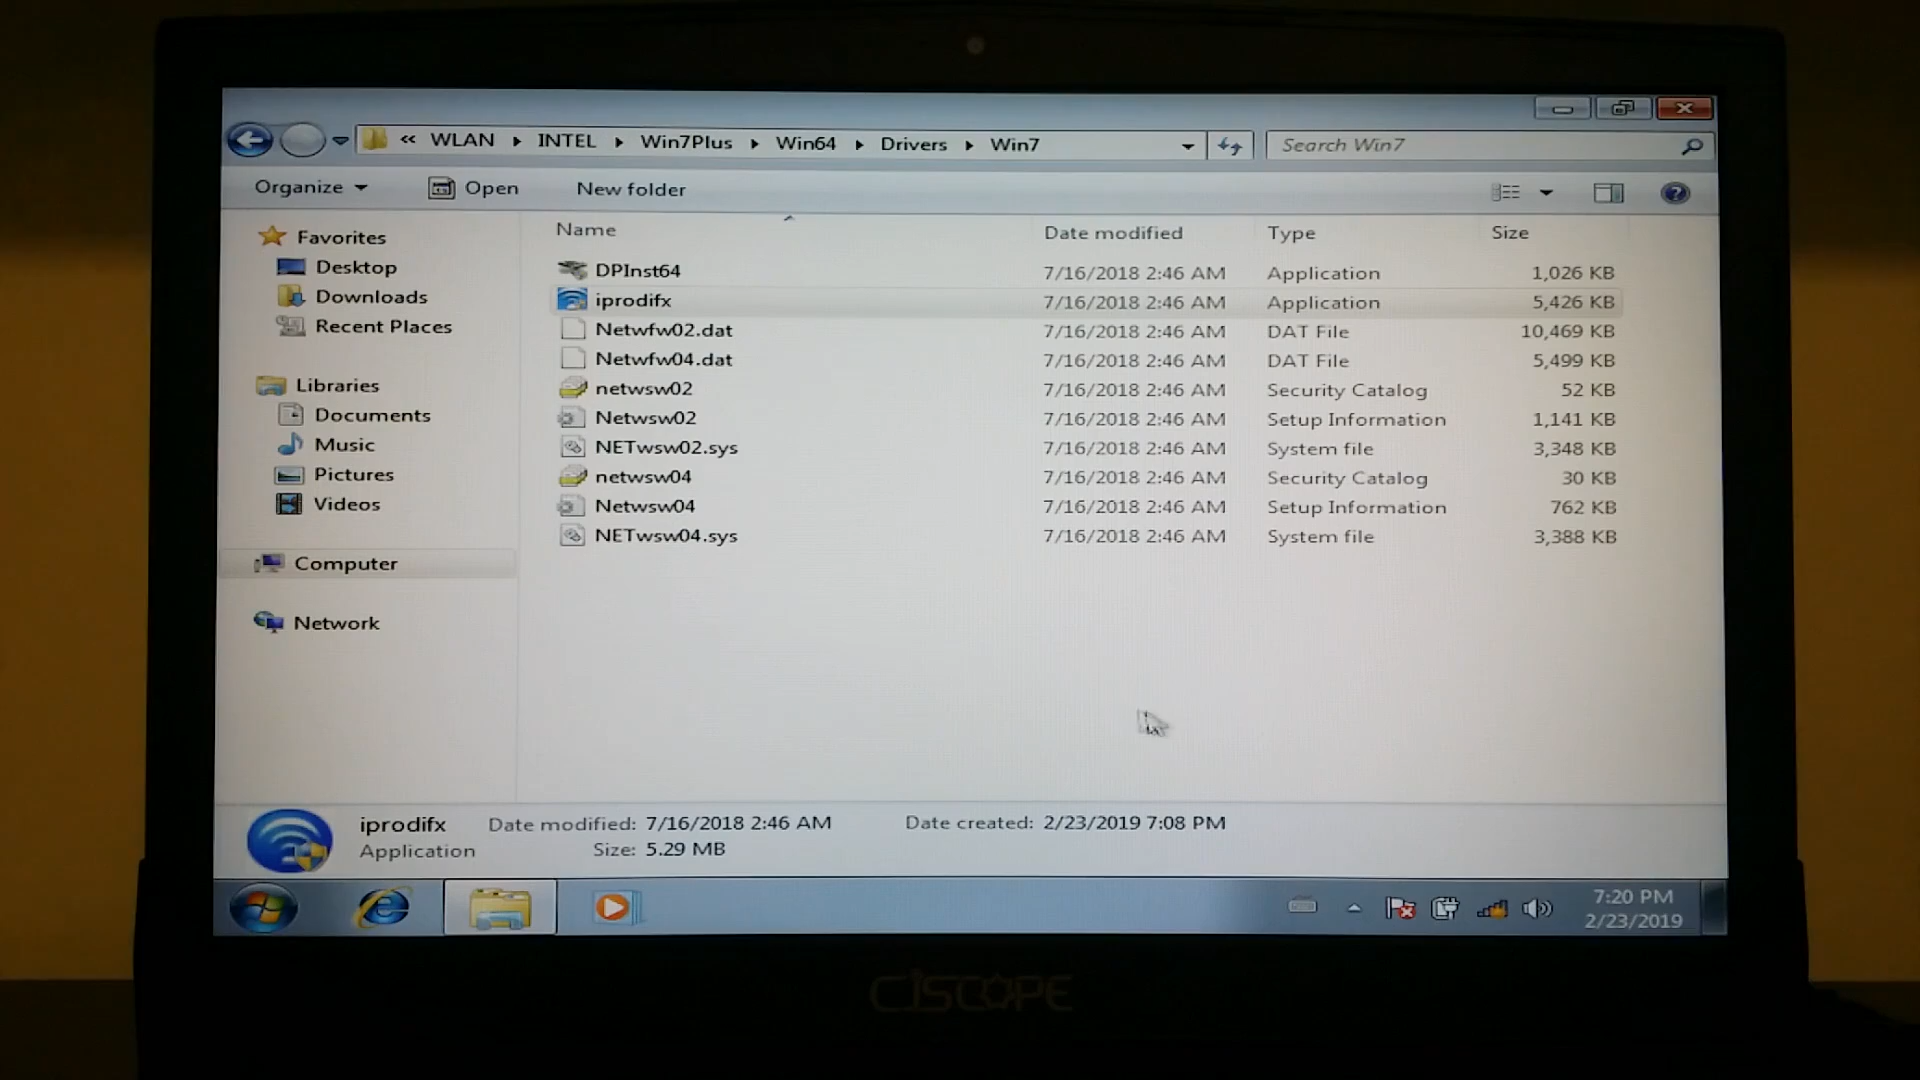 « WLAN ▸ INTEL ▸ Win7Plus ▸ Win64 ▸ Drivers ▸ Win7
Search Win7
Organize Open New folder
Name Date modified Type Size
Favorites
Desktop
Downloads
Recent Places
Libraries
Documents
Music
Pictures
Videos
Computer
Network
DPInst64 7/16/2018 2:46 AM Application 1,026 KB
iprodifx 7/16/2018 2:46 AM Application 5,426 KB
Netwfw02.dat 7/16/2018 2:46 AM DAT File 10,469 KB
Netwfw04.dat 7/16/2018 2:46 AM DAT File 5,499 KB
netwsw02 7/16/2018 2:46 AM Security Catalog 52 KB
Netwsw02 7/16/2018 2:46 AM Setup Information 1,141 KB
NETwsw02.sys 7/16/2018 2:46 AM System file 3,348 KB
netwsw04 7/16/2018 2:46 AM Security Catalog 30 KB
Netwsw04 7/16/2018 2:46 AM Setup Information 762 KB
NETwsw04.sys 7/16/2018 2:46 AM System file 3,388 KB
iprodifx Date modified: 7/16/2018 2:46 AM Date created: 2/23/2019 7:08 PM
Application Size: 5.29 MB
7:20 PM
2/23/2019
CJSCOPE